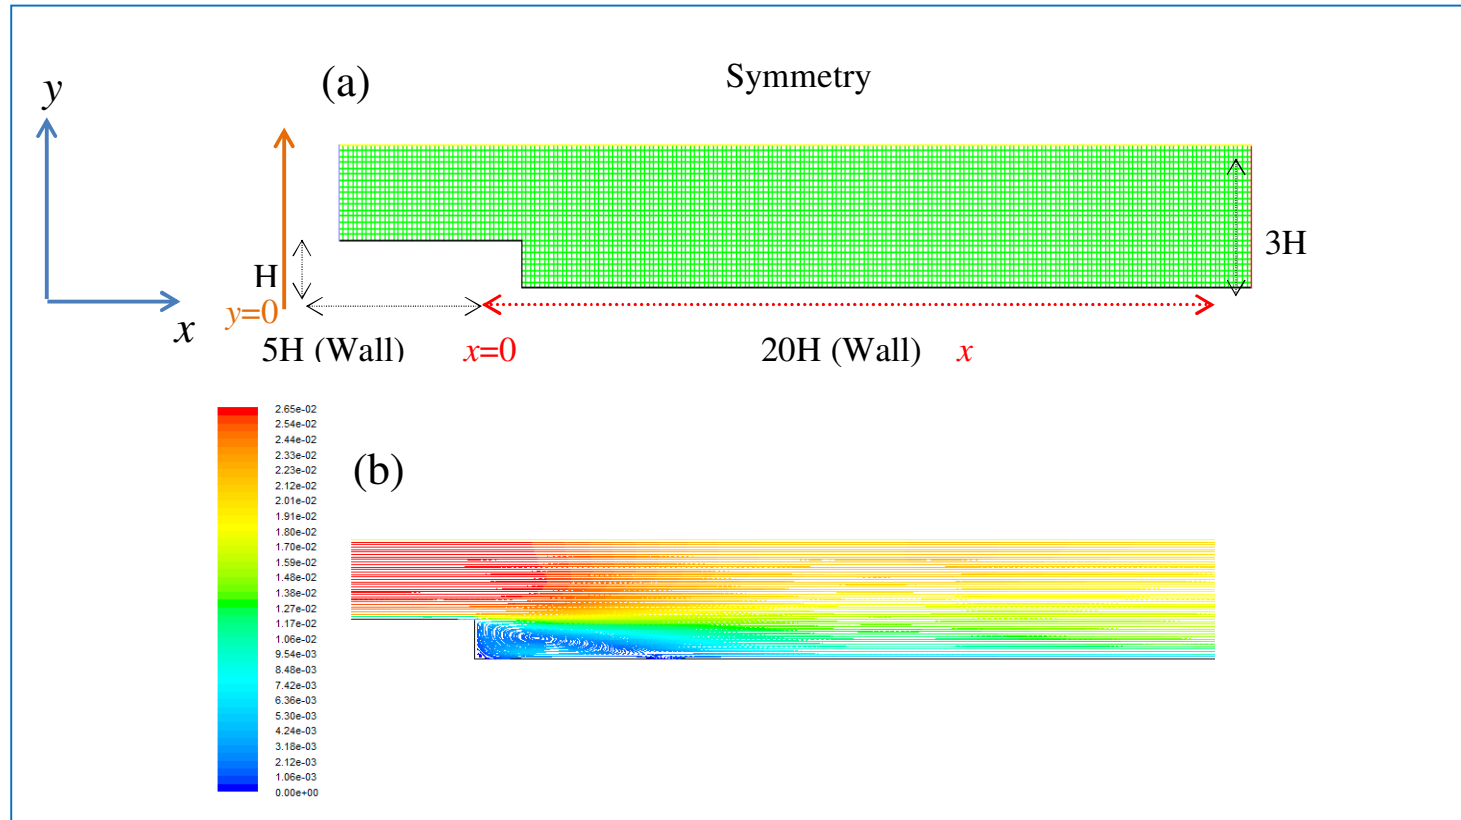 (a)
Symmetry
y
H
3H
y=0
x
5H (Wall)
x=0
20H (Wall)
x
2.65e-02
2.54e-02
2.44e-02
2.33e-02
2.23e-02
2.12e-02
2.01e-02
1.91e-02
1.80e-02
1.70e-02
1.59e-02
1.48e-02
1.38e-02
1.27e-02
1.17e-02
1.06e-02
9.54e-03
8.48e-03
7.42e-03
6.36e-03
5.30e-03
4.24e-03
3.18e-03
2.12e-03
1.06e-03
0.00e+00
(b)